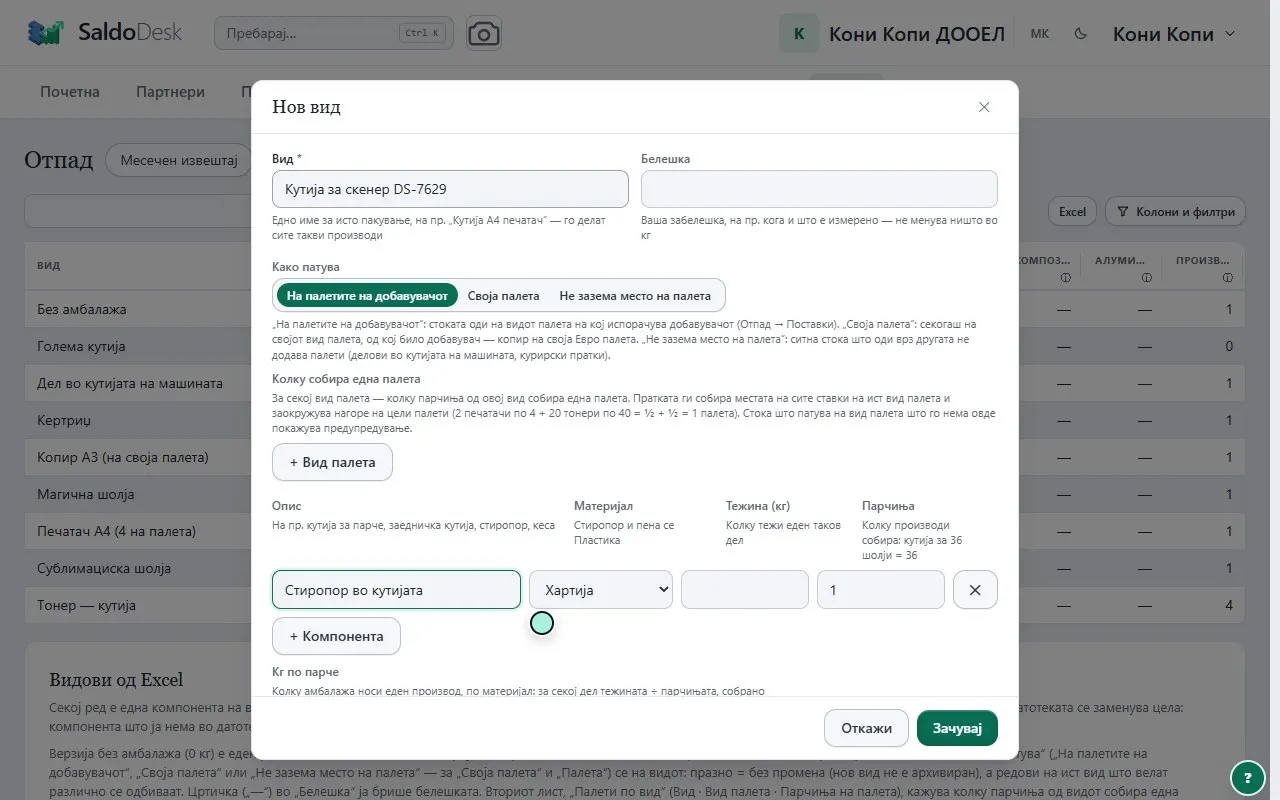 SaldoDesk
Пребарај...
Ctrl K
К
Кони Копи ДООЕЛ
МК
Кони Копи
Почетна
Партнери
Нов вид
Отпад
Месечен извештај
Вид *
Белешка
Кутија за скенер DS-7629
Едно име за исто пакување, на пр. „Кутија А4 печатач“ — го делат
сите такви производи
Ваша забелешка, на пр. кога и што е измерено — не менува ништо во
кг
Excel
Колони и филтри
Како патува
На палетите на добавувачот
Своја палета
Не зазема место на палета
„На палетите на добавувачот“: стоката оди на видот палета на кој испорачува добавувачот (Отпад → Поставки). „Своја палета“: секогаш на
својот вид палета, од кој било добавувач — копир на своја Евро палета. „Не зазема место на палета“: ситна стока што оди врз другата не
додава палети (делови во кутијата на машината, курирски пратки).
ВИД
АЛУМИ...
ПРОИЗВ...
Без амбалажа
—
—
1
Голема кутија
—
—
0
Дел во кутијата на машината
—
—
1
Кертриџ
—
—
1
Копир А3 (на своја палета)
—
—
1
Магична шолја
—
—
1
Печатач А4 (4 на палета)
—
—
1
Сублимациска шолја
—
—
1
Тонер — кутија
—
—
4
Колку собира една палета
За секој вид палета — колку парчиња од овој вид собира една палета. Пратката ги собира местата на сите ставки на ист вид палета и
заокружува нагоре на цели палети (2 печатачи по 4 + 20 тонери по 40 = ½ + ½ = 1 палета). Стока што патува на вид палета што го нема овде
покажува предупредување.
+ Вид палета
Опис
Материјал
Тежина (кг)
Парчиња
На пр. кутија за парче, заедничка кутија, стиропор, кеса
Стиропор и пена се
Пластика
Колку тежи еден таков
дел
Колку производи
собира: кутија за 36
шолји = 36
Стиропор во кутијата
Хартија
1
+ Компонента
Кг по парче
Колку амбалажа носи еден производ, по материјал: за секој дел тежината ÷ парчињата, собрано
Откажи
Зачувај
Видови од Excel
Секој ред е една компонента на в
атотеката се заменува цела:
компонента што ја нема во датоте
Верзија без амбалажа (0 кг) е еден
чува“ („На палетите на
добавувачот“, „Своја палета“ или „Не зазема место на палета“ — за „Своја палета“ и „Палета“) се на видот: празно = без промена (нов вид не е архивиран), а редови на ист вид што велат
различно се одбиваат. Цртичка („—“) во „Белешка“ ја брише белешката. Вториот лист, „Палети по вид“ (Вид · Вид палета · Парчиња на палета), кажува колку парчиња од видот собира една
?